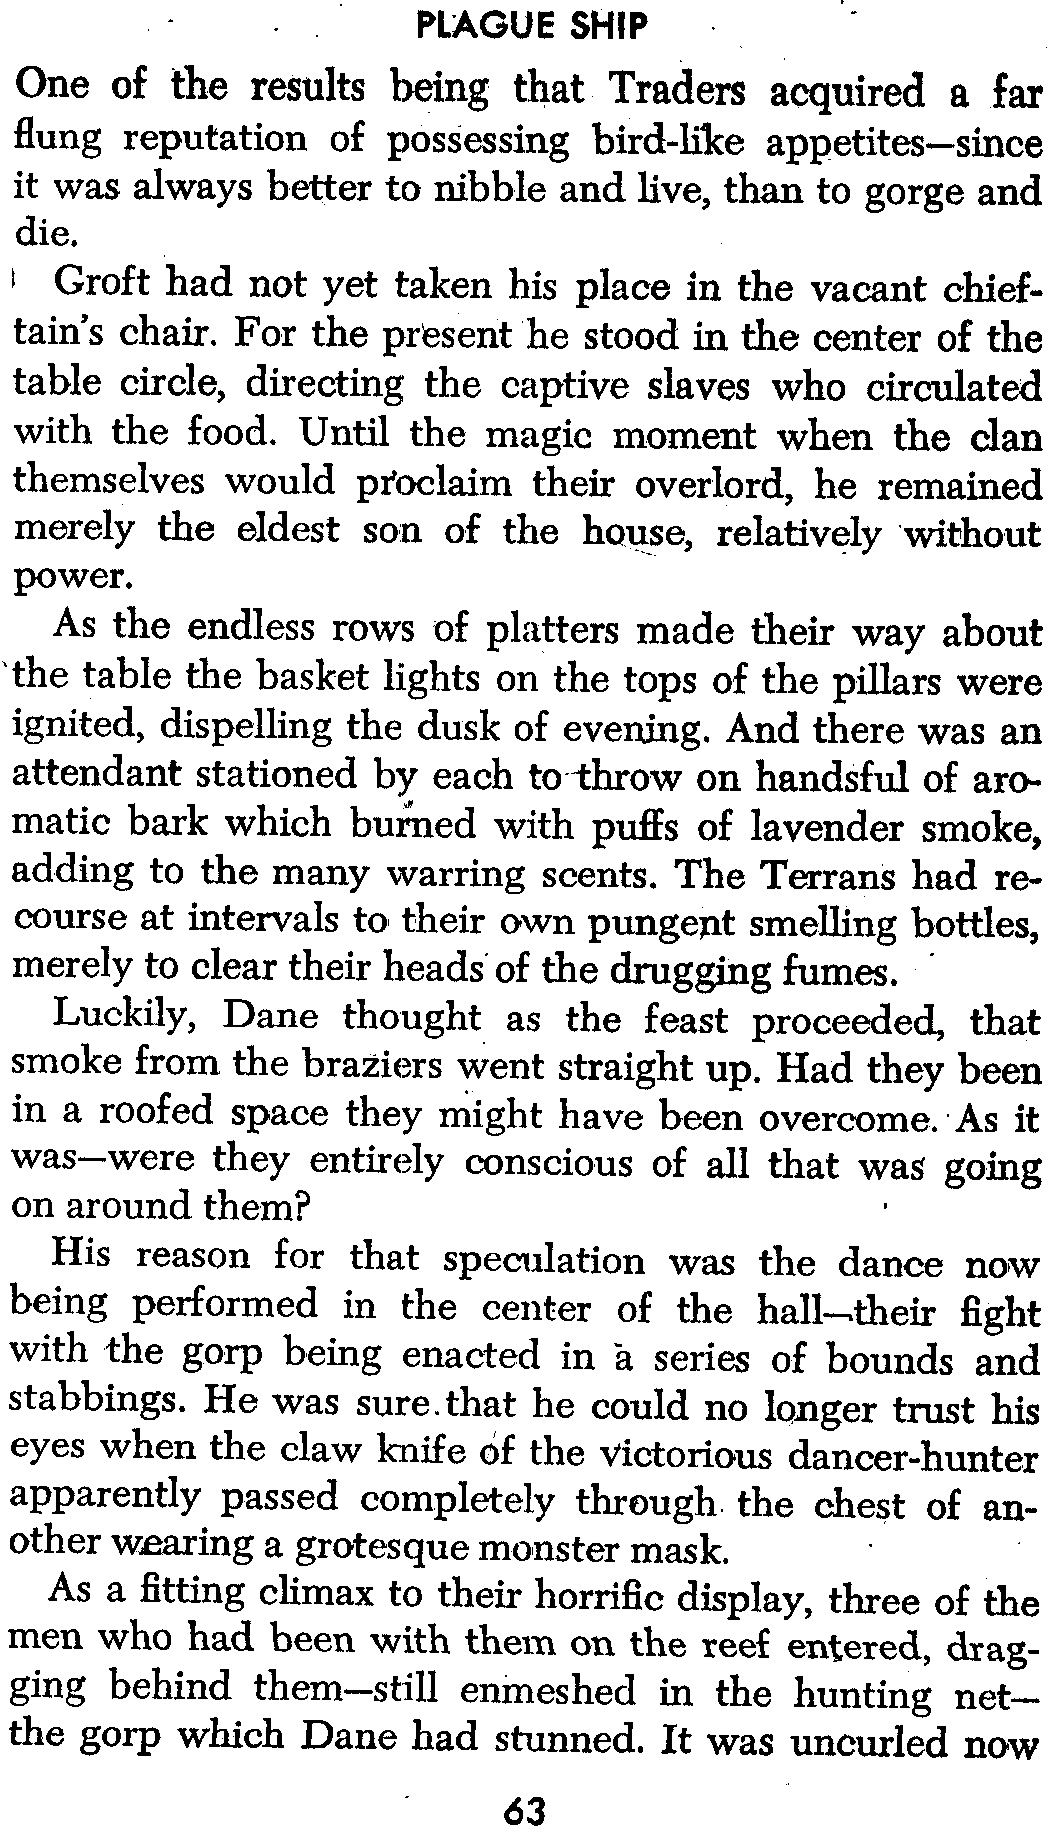 PLAGUE SHIP
One of the results being that Traders acquired a far
flung reputation of possessing bird-like appetites—since
it was always better to nibble and live, than to gorge and
die.
Groft had not yet taken his place in the vacant chief-
tain's chair. For the present he stood in the center of the
table circle, directing the captive slaves who circulated
with the food. Until the magic moment when the clan
themselves would proclaim their overlord, he remained
merely the eldest son of the house, relatively without
power.
As the endless rows of platters made their way about
the table the basket lights on the tops of the pillars were
ignited, dispelling the dusk of evening. And there was an
attendant stationed by each to throw on handsful of aro-
matic bark which burned with puffs of lavender smoke,
adding to the many warring scents. The Terrans had re-
course at intervals to their own pungent smelling bottles,
merely to clear their heads of the drugging fumes.
Luckily, Dane thought as the feast proceeded, that
smoke from the braziers went straight up. Had they been
in a roofed space they might have been overcome. As it
was—were they entirely conscious of all that was going
on around them?
His reason for that speculation was the dance now
being performed in the center of the hall—their fight
with the gorp being enacted in a series of bounds and
stabbings. He was sure that he could no longer trust his
eyes when the claw knife of the victorious dancer-hunter
apparently passed completely through the chest of an-
other wearing a grotesque monster mask.
As a fitting climax to their horrific display, three of the
men who had been with them on the reef entered, drag-
ging behind them—still enmeshed in the hunting net—
the gorp which Dane had stunned. It was uncurled now
63